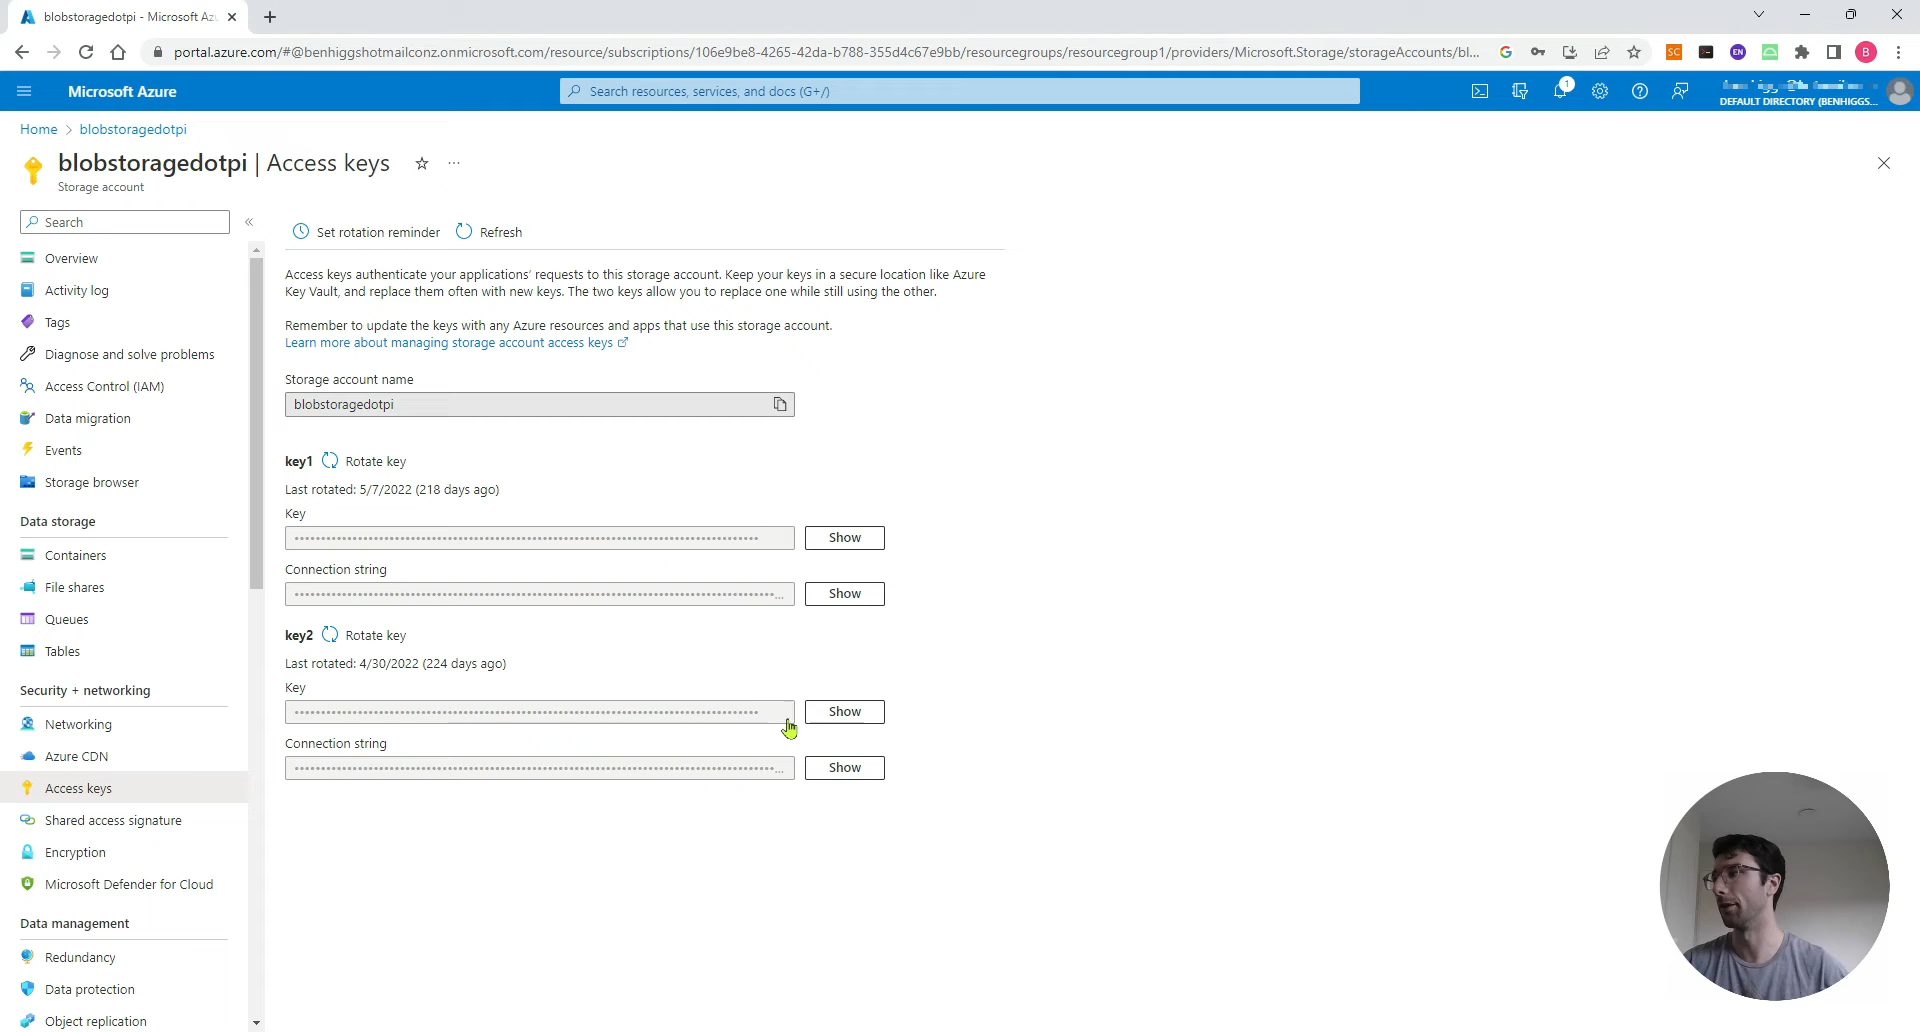 blobstoragedotpi - Microsoft Az
portal.azure.com/#@benhiggshotmailconz.onmicrosoft.com/resource/subscriptions/106e9be8-4265-42da-b788-355d4c67e9bb/resourcegroups/resourcegroup1/providers/Microsoft.Storage/storageAccounts/bl...
G
SC
EN
B
Microsoft Azure
Search resources, services, and docs (G+/)
1
DEFAULT DIRECTORY (BENHIGGS...
Home > blobstoragedotpi
blobstoragedotpi | Access keys
Storage account
Search
Overview
Activity log
Tags
Diagnose and solve problems
Access Control (IAM)
Data migration
Events
Storage browser
Data storage
Containers
File shares
Queues
Tables
Security + networking
Networking
Azure CDN
Access keys
Shared access signature
Encryption
Microsoft Defender for Cloud
Data management
Redundancy
Data protection
Object replication
Set rotation reminder
Refresh
Access keys authenticate your applications' requests to this storage account. Keep your keys in a secure location like Azure
Key Vault, and replace them often with new keys. The two keys allow you to replace one while still using the other.
Remember to update the keys with any Azure resources and apps that use this storage account.
Learn more about managing storage account access keys
Storage account name
blobstoragedotpi
key1 Rotate key
Last rotated: 5/7/2022 (218 days ago)
Key
Show
Connection string
Show
key2 Rotate key
Last rotated: 4/30/2022 (224 days ago)
Key
Show
Connection string
Show